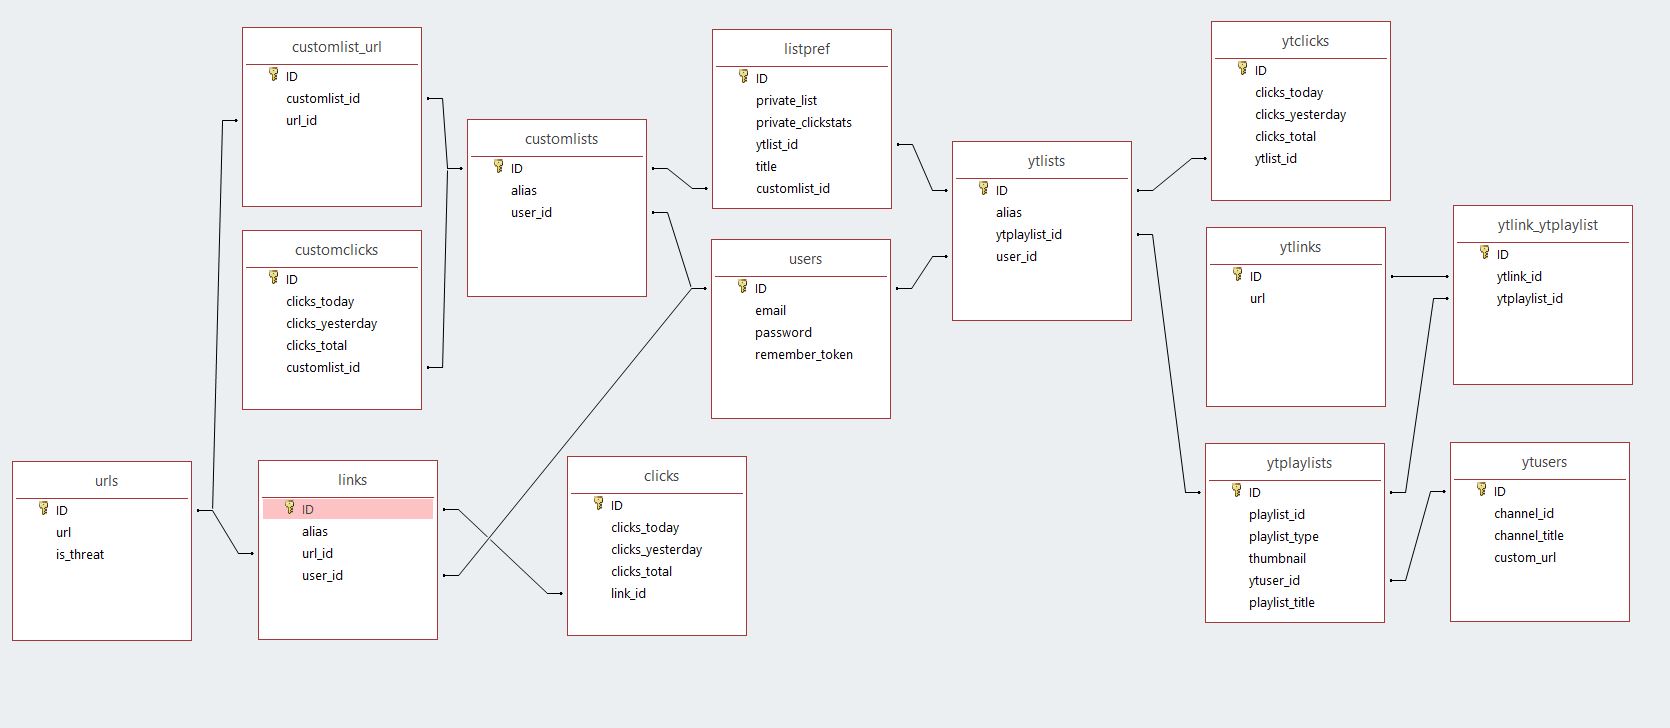 customlist_url
ID
customlist_id
url_id
customclicks
ID
clicks_today
clicks_yesterday
clicks_total
customlist_id
urls
ID
url
is_threat
links
ID
alias
url_id
user_id
customlists
ID
alias
user_id
clicks
ID
clicks_today
clicks_yesterday
clicks_total
link_id
listpref
ID
private_list
private_clickstats
ytlist_id
title
customlist_id
users
ID
email
password
remember_token
ytlists
ID
alias
ytplaylist_id
user_id
ytclicks
ID
clicks_today
clicks_yesterday
clicks_total
ytlist_id
ytlinks
ID
url
ytlink_ytplaylist
ID
ytlink_id
ytplaylist_id
ytplaylists
ID
playlist_id
playlist_type
thumbnail
ytuser_id
playlist_title
ytusers
ID
channel_id
channel_title
custom_url